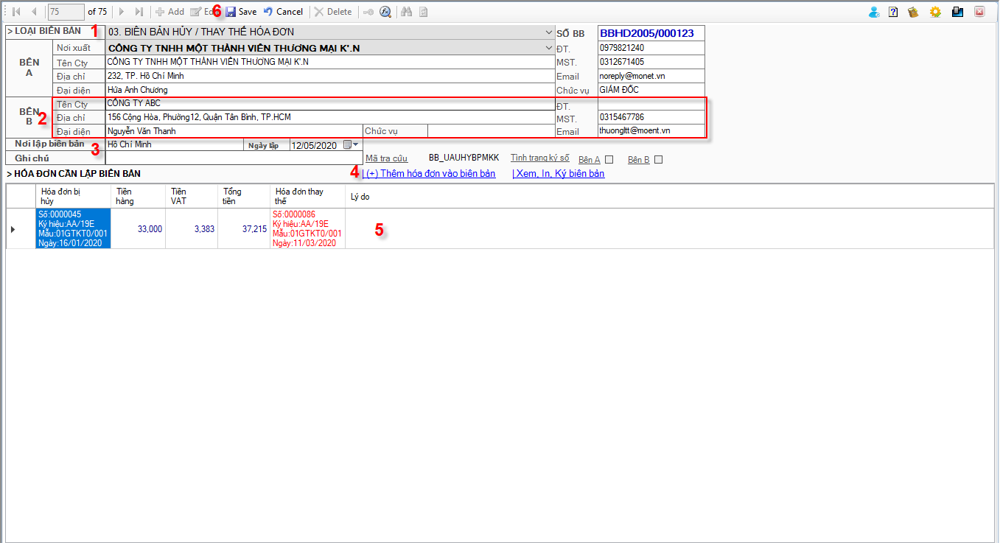 75 of 75 Add Ed 6 Save Cancel Delete
> LOẠI BIÊN BẢN 1 03. BIÊN BẢN HỦY / THAY THẾ HÓA ĐƠN SỐ BB BBHD2005/000123
BÊN A
Nơi xuất CÔNG TY TNHH MỘT THÀNH VIÊN THƯƠNG MẠI K'.N ĐT. 0979821240
Tên Cty CÔNG TY TNHH MỘT THÀNH VIÊN THƯƠNG MẠI K'.N MST. 0312671405
Địa chỉ 232, TP. Hồ Chí Minh Email noreply@monet.vn
Đại diện Hứa Anh Chương Chức vụ GIÁM ĐỐC
BÊN B 2
Tên Cty CÔNG TY ABC ĐT.
Địa chỉ 156 Cộng Hòa, Phường12, Quận Tân Bình, TP.HCM MST. 0315467786
Đại diện Nguyễn Văn Thanh Chức vụ Email thuongltt@moent.vn
Nơi lập biên bản 3 Hồ Chí Minh Ngày lập 12/05/2020
Ghi chú Mã tra cứu BB_UAUHYBPMKK Tình trạng ký số Bên A Bên B
> HÓA ĐƠN CẦN LẬP BIÊN BẢN 4 | (+) Thêm hóa đơn vào biên bản | Xem, In, Ký biên bản
Hóa đơn bị hủy Tiền hàng Tiền VAT Tổng tiền Hóa đơn thay thế Lý do
Số:0000045 Số:0000086
Ký hiệu:AA/19E 33,000 3,383 37,215 Ký hiệu:AA/19E 5
Mẫu:01GTKT0/001 Mẫu:01GTKT0/001
Ngày:16/01/2020 Ngày:11/03/2020